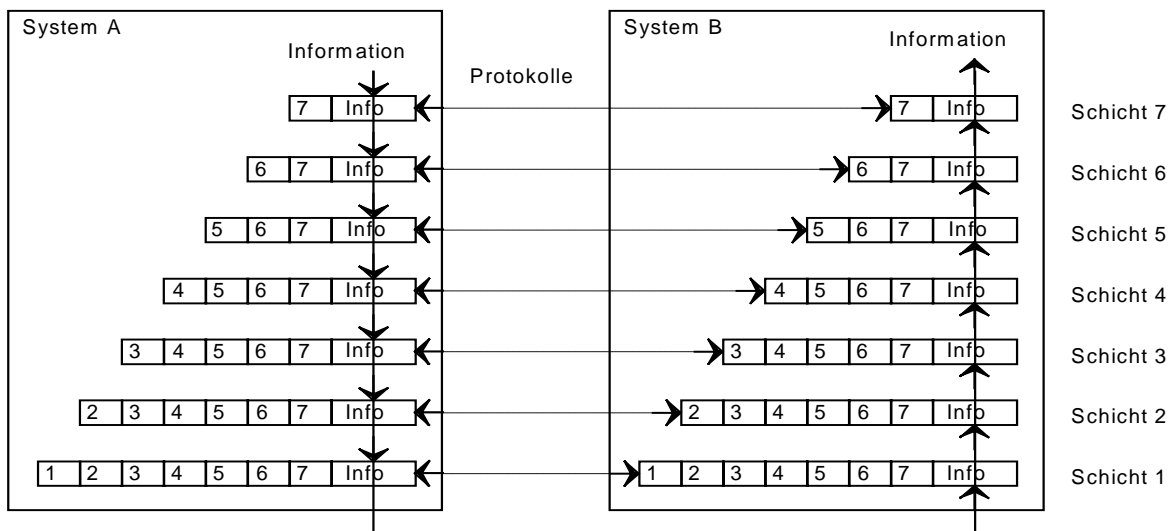 System A System B
Information Information
Protokolle
7 Info 7 Info Schicht 7
6 7 Info 6 7 Info Schicht 6
5 6 7 Info 5 6 7 Info Schicht 5
4 5 6 7 Info 4 5 6 7 Info Schicht 4
3 4 5 6 7 Info 3 4 5 6 7 Info Schicht 3
2 3 4 5 6 7 Info 2 3 4 5 6 7 Info Schicht 2
1 2 3 4 5 6 7 Info 1 2 3 4 5 6 7 Info Schicht 1